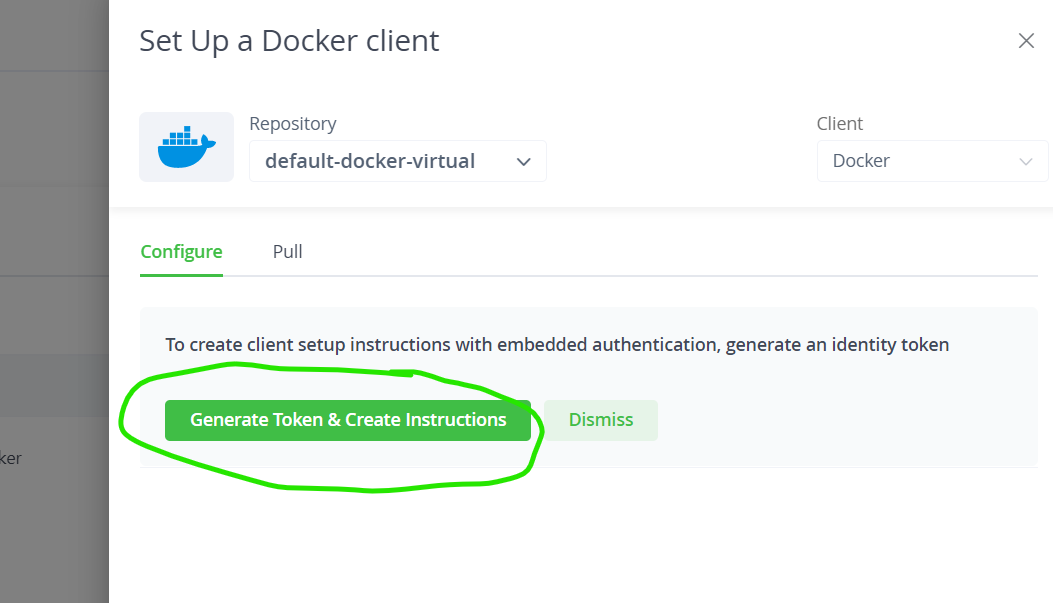 Set Up a Docker client
Repository
Client
default-docker-virtual
Docker
Configure
Pull
To create client setup instructions with embedded authentication, generate an identity token
Generate Token & Create Instructions
Dismiss
ker